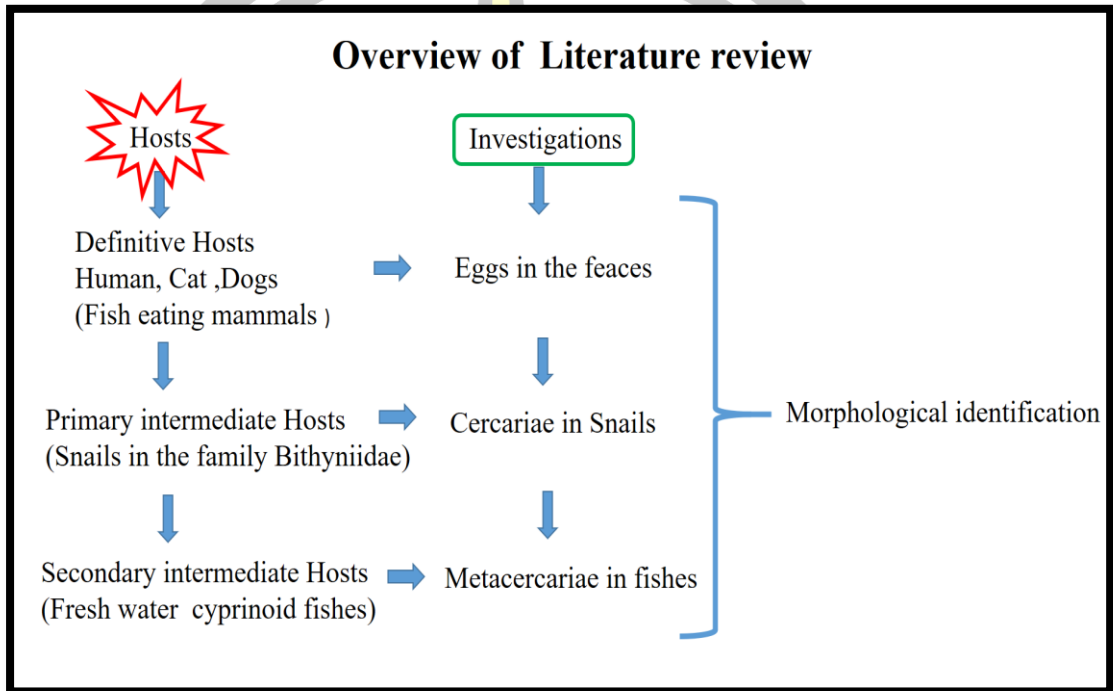 Overview of Literature review
Hosts
Investigations
Definitive Hosts
Human, Cat ,Dogs
(Fish eating mammals )
Eggs in the feaces
Primary intermediate Hosts
(Snails in the family Bithyniidae)
Cercariae in Snails
Morphological identification
Secondary intermediate Hosts
(Fresh water cyprinoid fishes)
Metacercariae in fishes